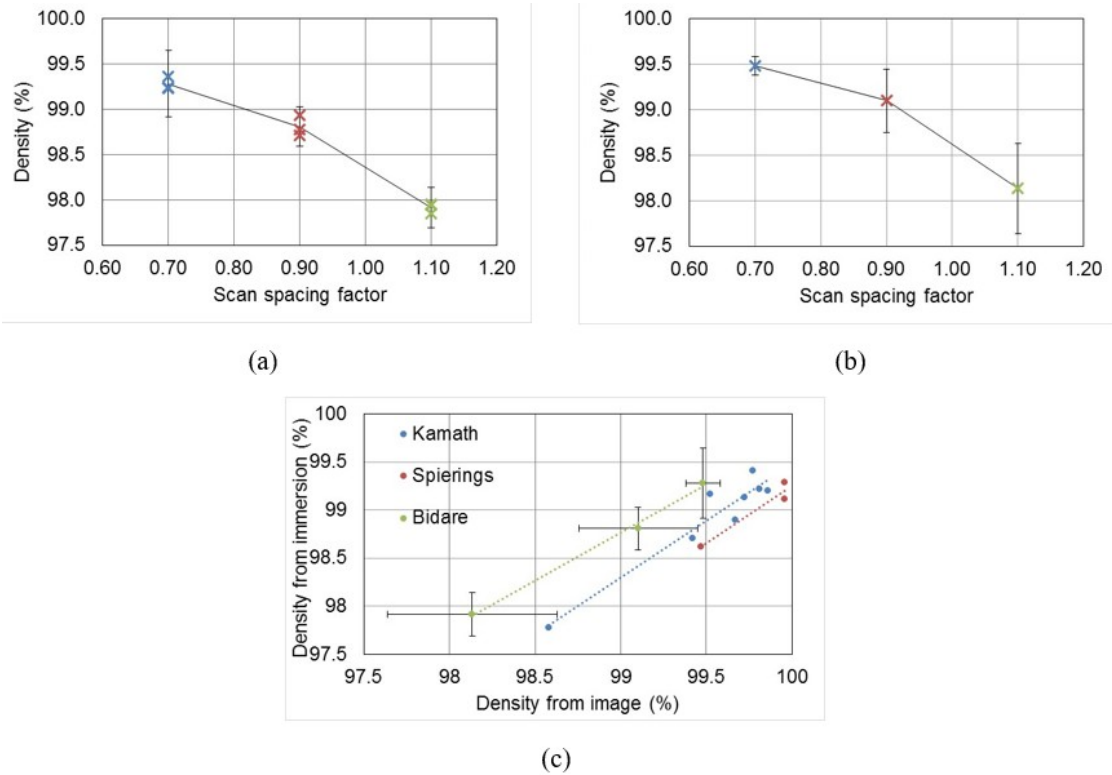 100.0
99.5
99.0
98.5
98.0
97.5
Density (%)
0.60 0.70 0.80 0.90 1.00 1.10 1.20
Scan spacing factor
(a)
100.0
99.5
99.0
98.5
98.0
97.5
Density (%)
0.60 0.70 0.80 0.90 1.00 1.10 1.20
Scan spacing factor
(b)
100
99.5
99
98.5
98
97.5
Density from immersion (%)
Kamath
Spierings
Bidare
97.5 98 98.5 99 99.5 100
Density from image (%)
(c)